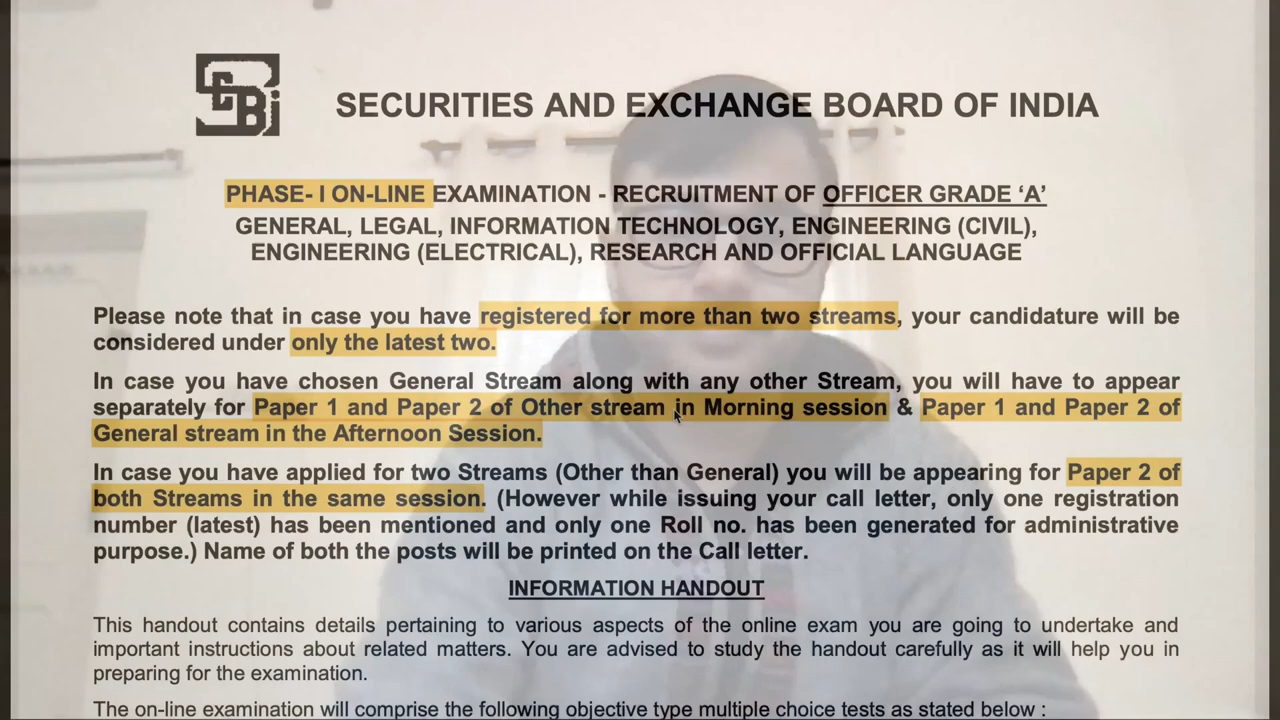 SEBi
SECURITIES AND EXCHANGE BOARD OF INDIA
PHASE- I ON-LINE EXAMINATION - RECRUITMENT OF OFFICER GRADE ‘A’
GENERAL, LEGAL, INFORMATION TECHNOLOGY, ENGINEERING (CIVIL),
ENGINEERING (ELECTRICAL), RESEARCH AND OFFICIAL LANGUAGE
Please note that in case you have registered for more than two streams, your candidature will be
considered under only the latest two.
In case you have chosen General Stream along with any other Stream, you will have to appear
separately for Paper 1 and Paper 2 of Other stream in Morning session & Paper 1 and Paper 2 of
General stream in the Afternoon Session.
In case you have applied for two Streams (Other than General) you will be appearing for Paper 2 of
both Streams in the same session. (However while issuing your call letter, only one registration
number (latest) has been mentioned and only one Roll no. has been generated for administrative
purpose.) Name of both the posts will be printed on the Call letter.
INFORMATION HANDOUT
This handout contains details pertaining to various aspects of the online exam you are going to undertake and
important instructions about related matters. You are advised to study the handout carefully as it will help you in
preparing for the examination.
The on-line examination will comprise the following objective type multiple choice tests as stated below :